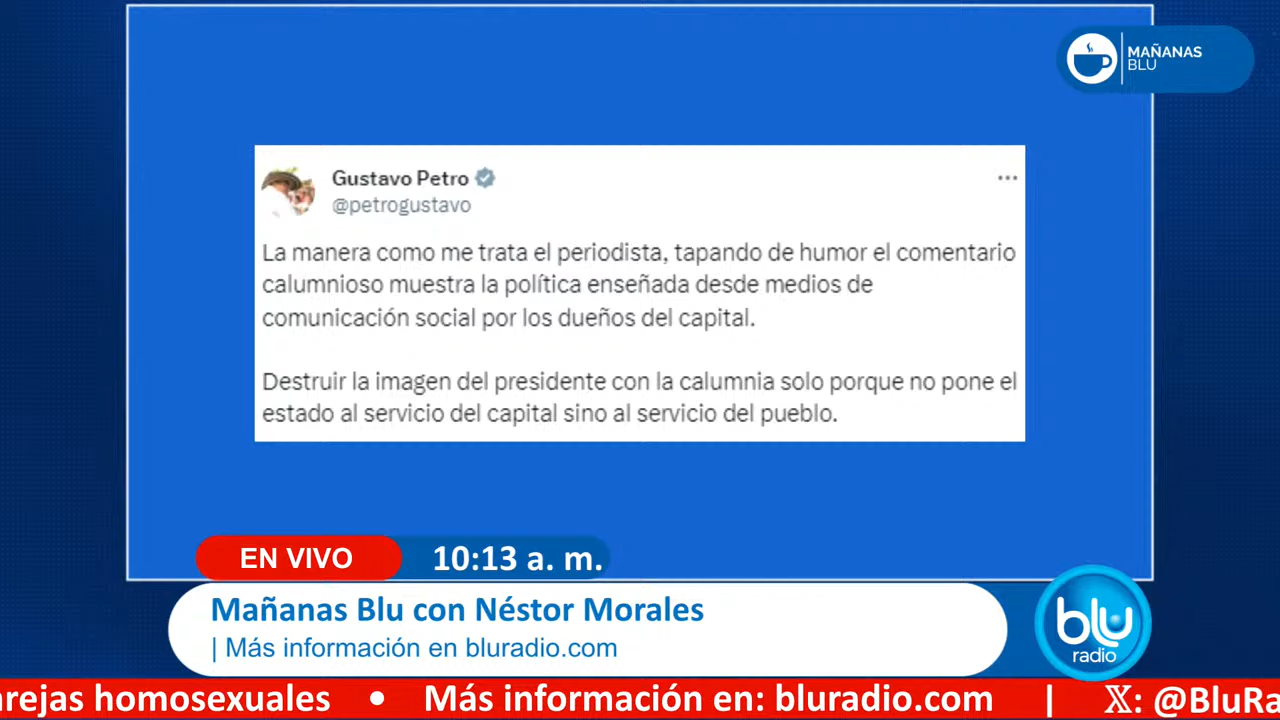 MAÑANAS
BLU
Gustavo Petro
@petrogustavo
La manera como me trata el periodista, tapando de humor el comentario
calumnioso muestra la política enseñada desde medios de
comunicación social por los dueños del capital.
Destruir la imagen del presidente con la calumnia solo porque no pone el
estado al servicio del capital sino al servicio del pueblo.
EN VIVO 10:13 a. m.
Mañanas Blu con Néstor Morales
| Más información en bluradio.com
blu
radio
arejas homosexuales • Más información en: bluradio.com | 𝕏: @BluRa